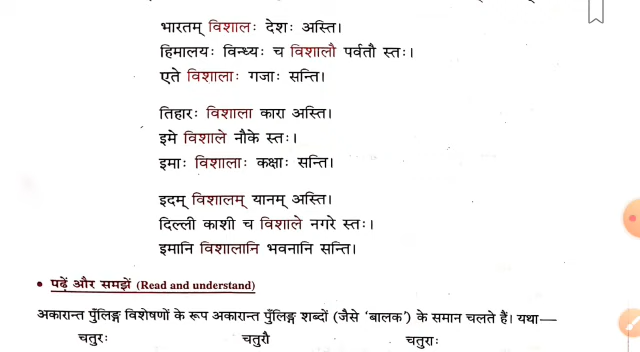 भारतम् विशालः देशः अस्ति।
हिमालयः विन्ध्यः च विशालौ पर्वतौ स्तः।
एते विशालाः गजाः सन्ति।
तिहारः विशाला कारा अस्ति।
इमे विशाले नौके स्तः।
इमाः विशालाः कक्षाः सन्ति।
इदम् विशालम् यानम् अस्ति।
दिल्ली काशी च विशाले नगरे स्तः।
इमानि विशालानि भवनानि सन्ति।
• पढ़ें और समझें (Read and understand)
अकारान्त पुँलिङ्ग विशेषणों के रूप अकारान्त पुँलिङ्ग शब्दों (जैसे ‘बालक’) के समान चलते हैं। यथा—
चतुरः चतुरौ चतुराः